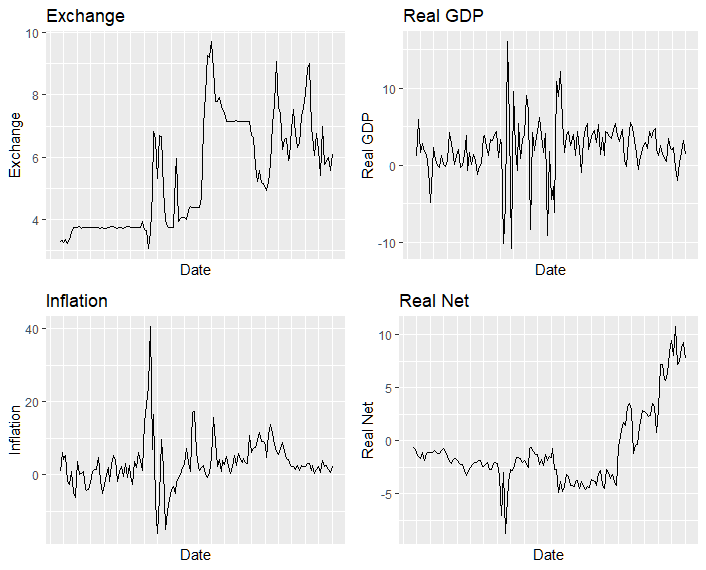 Exchange
10
8
6
4
Exchange
Date
Real GDP
10
0
-10
Real GDP
Date
Inflation
40
20
0
Inflation
Date
Real Net
10
5
0
-5
Real Net
Date